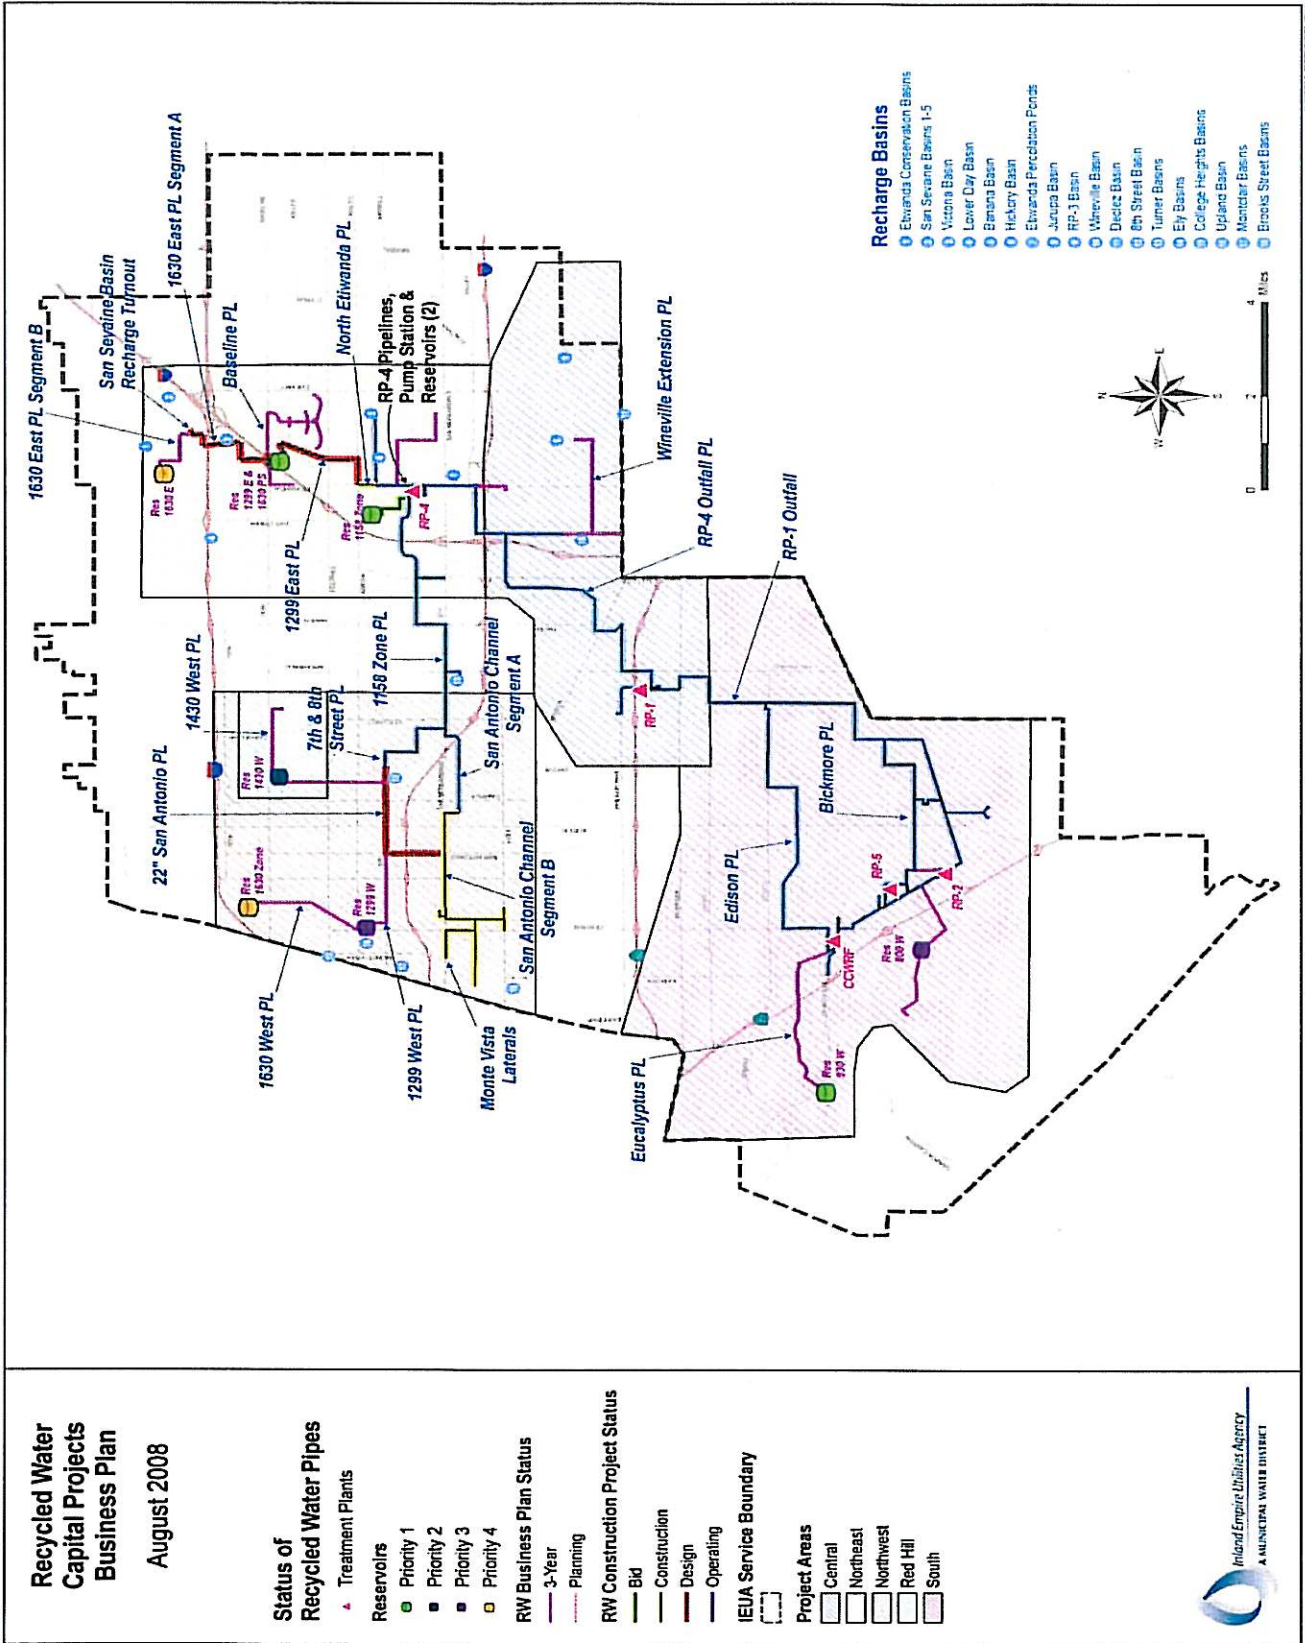 Recycled Water
Capital Projects
Business Plan
August 2008
Status of
Recycled Water Pipes
Treatment Plants
Reservoirs
Priority 1
Priority 2
Priority 3
Priority 4
RW Business Plan Status
3-Year
Planning
RW Construction Project Status
Bid
Construction
Design
Operating
IEUA Service Boundary
Project Areas
Central
Northeast
Northwest
Red Hill
South
Inland Empire Utilities Agency
A MUNICIPAL WATER DISTRICT
1630 East PL Segment B
San Sevaine Basin
Recharge Turnout
1630 East PL Segment A
Baseline PL
North Etiwanda PL
RP-4 Pipelines,
Pump Station &
Reservoirs (2)
Res
1630 E
Res
1299 E &
1630 PS
Res
1158 Zone
RP-4
1299 East PL
1430 West PL
7th & 8th
Street PL
1158 Zone PL
San Antonio Channel
Segment A
22" San Antonio PL
Res
1430 W
Res
1630 Zone
Res
1299 W
San Antonio Channel
Segment B
1630 West PL
1299 West PL
Monte Vista
Laterals
Wineville Extension PL
RP-4 Outfall PL
RP-1 Outfall
RP-1
Edison PL
Bickmore PL
RP-5
RP-2
CCWRF
Res
800 W
Eucalyptus PL
Res
930 W
Recharge Basins
Etiwanda Conservation Basins
San Sevaine Basins 1-5
Victoria Basin
Lower Day Basin
Banana Basin
Hickory Basin
Etiwanda Percolation Ponds
Jurupa Basin
RP-3 Basin
Wineville Basin
Declez Basin
8th Street Basin
Turner Basins
Ely Basins
College Heights Basins
Upland Basin
Montclair Basins
Brooks Street Basins
N
W
E
S
0
2
4
Miles